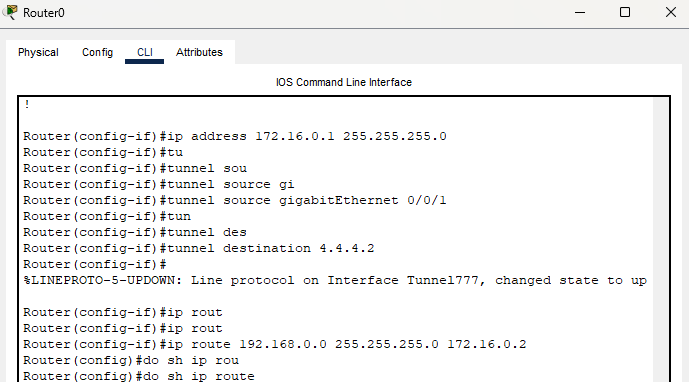 Router0
Physical Config CLI Attributes
IOS Command Line Interface
!
Router(config-if)#ip address 172.16.0.1 255.255.255.0
Router(config-if)#tu
Router(config-if)#tunnel sou
Router(config-if)#tunnel source gi
Router(config-if)#tunnel source gigabitEthernet 0/0/1
Router(config-if)#tun
Router(config-if)#tunnel des
Router(config-if)#tunnel destination 4.4.4.2
Router(config-if)#
%LINEPROTO-5-UPDOWN: Line protocol on Interface Tunnel777, changed state to up
Router(config-if)#ip rout
Router(config-if)#ip rout
Router(config-if)#ip route 192.168.0.0 255.255.255.0 172.16.0.2
Router(config)#do sh ip rou
Router(config)#do sh ip route